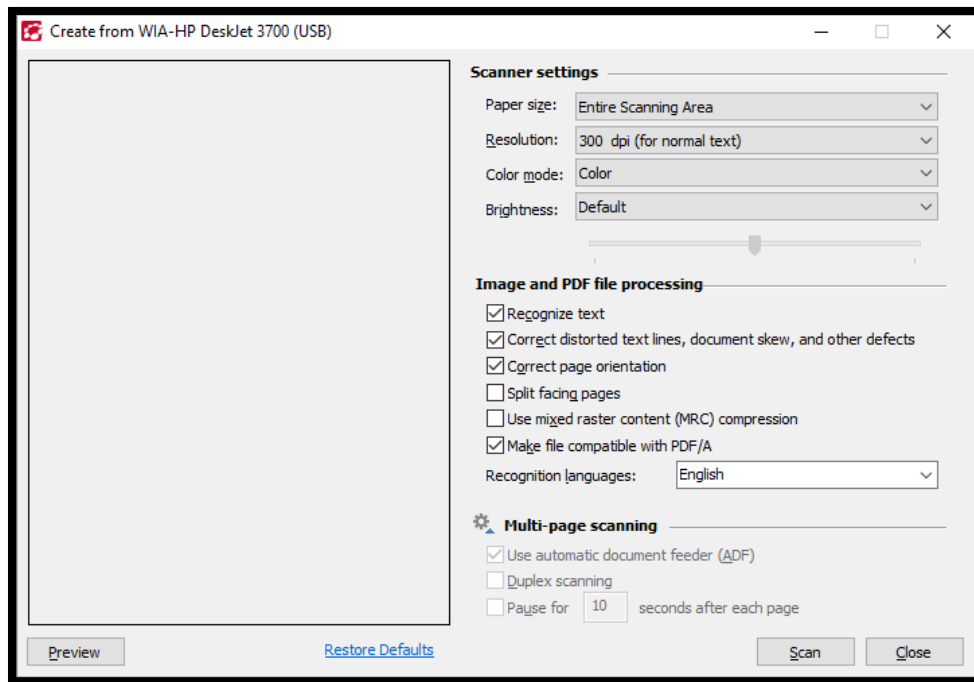 Create from WIA-HP DeskJet 3700 (USB)
Scanner settings
Paper size: Entire Scanning Area
Resolution: 300 dpi (for normal text)
Color mode: Color
Brightness: Default
Image and PDF file processing
Recognize text
Correct distorted text lines, document skew, and other defects
Correct page orientation
Split facing pages
Use mixed raster content (MRC) compression
Make file compatible with PDF/A
Recognition languages: English
Multi-page scanning
Use automatic document feeder (ADF)
Duplex scanning
Pause for 10 seconds after each page
Preview Restore Defaults Scan Close